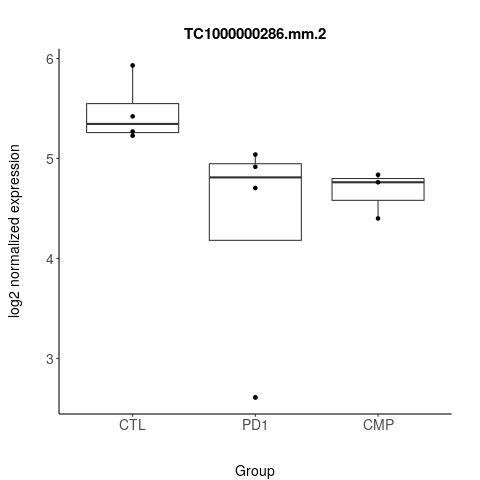 TC1000000286.mm.2
log2 normalized expression
6
5
4
3
CTL PD1 CMP
Group